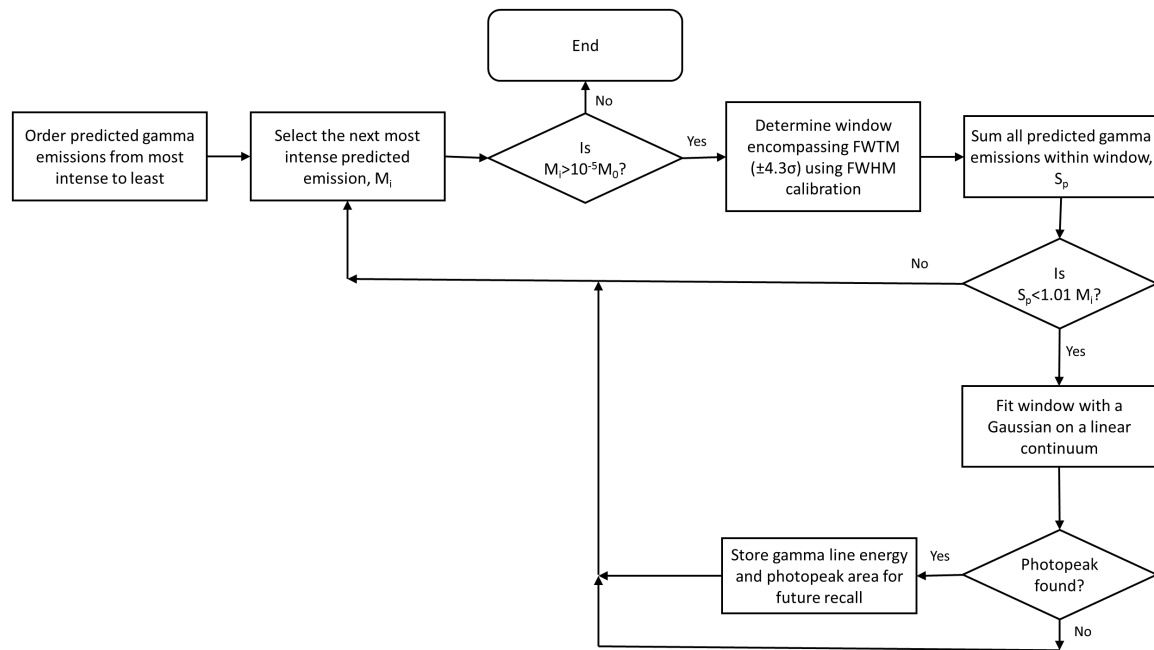 End
No
Order predicted gamma
emissions from most
intense to least
Select the next most
intense predicted
emission, Mᵢ
Is
Mᵢ>10⁻⁵M₀?
Yes
Determine window
encompassing FWTM
(±4.3σ) using FWHM
calibration
Sum all predicted gamma
emissions within window,
Sₚ
No
Is
Sₚ<1.01 Mᵢ?
Yes
Fit window with a
Gaussian on a linear
continuum
Store gamma line energy
and photopeak area for
future recall
Yes
Photopeak
found?
No